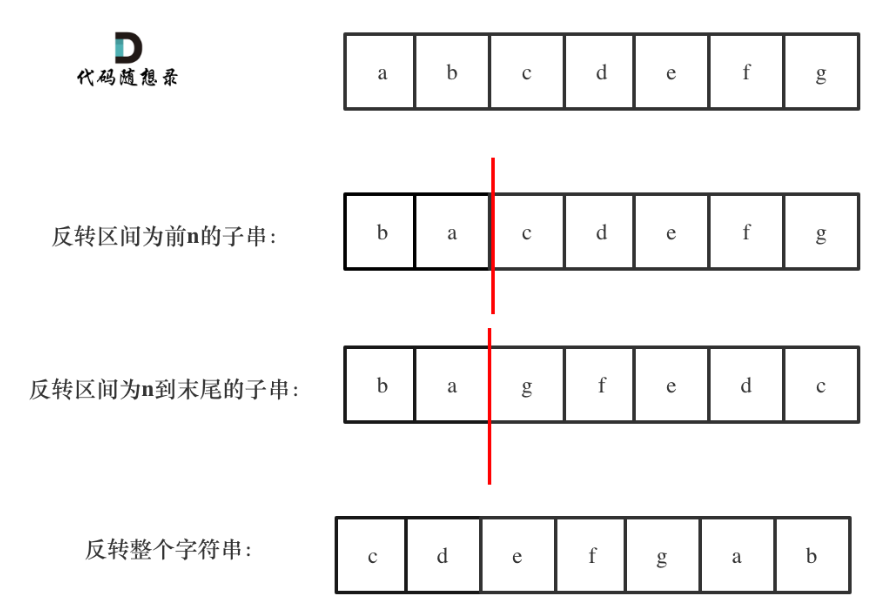 D
代码随想录
a b c d e f g
反转区间为前n的子串:
b a c d e f g
反转区间为n到末尾的子串:
b a g f e d c
反转整个字符串:
c d e f g a b